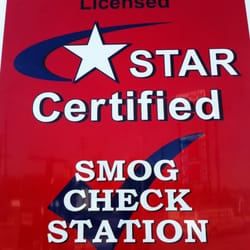 Licensed
STAR
Certified
SMOG
CHECK
STATION